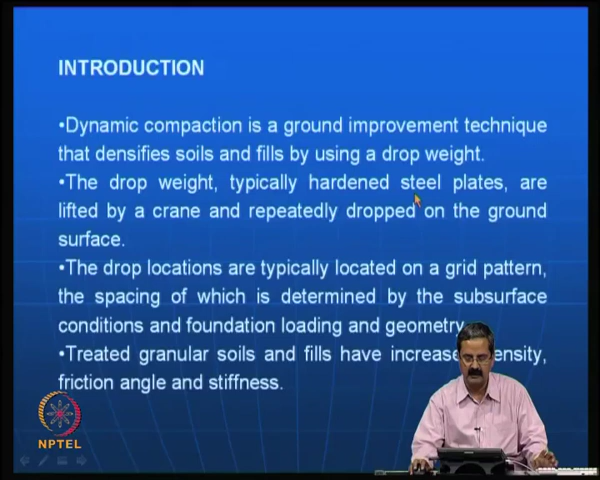 INTRODUCTION
•Dynamic compaction is a ground improvement technique
that densifies soils and fills by using a drop weight.
•The drop weight, typically hardened steel plates, are
lifted by a crane and repeatedly dropped on the ground
surface.
•The drop locations are typically located on a grid pattern,
the spacing of which is determined by the subsurface
conditions and foundation loading and geometry
•Treated granular soils and fills have increase ensity,
friction angle and stiffness.
NPTEL